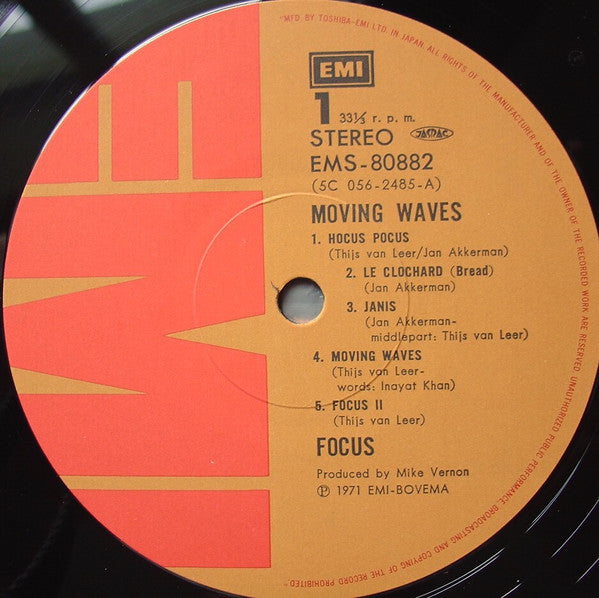 "MFD. BY TOSHIBA-EMI LTD. IN JAPAN. ALL RIGHTS OF THE MANUFACTURER AND OF THE OWNER OF THE RECORDED WORK ARE RESERVED. UNAUTHORIZED PUBLIC PERFORMANCE, BROADCASTING AND COPYING OF THE RECORD PROHIBITED"
EMI
1 33⅓ r. p. m.
STEREO JASRAC
EMS-80882
(5C 056-2485-A)
MOVING WAVES
1. HOCUS POCUS
(Thijs van Leer/Jan Akkerman)
2. LE CLOCHARD (Bread)
(Jan Akkerman)
3. JANIS
(Jan Akkerman-
middlepart: Thijs van Leer)
4. MOVING WAVES
(Thijs van Leer-
words: Inayat Khan)
5. FOCUS II
(Thijs van Leer)
FOCUS
Produced by Mike Vernon
℗ 1971 EMI-BOVEMA
EMI